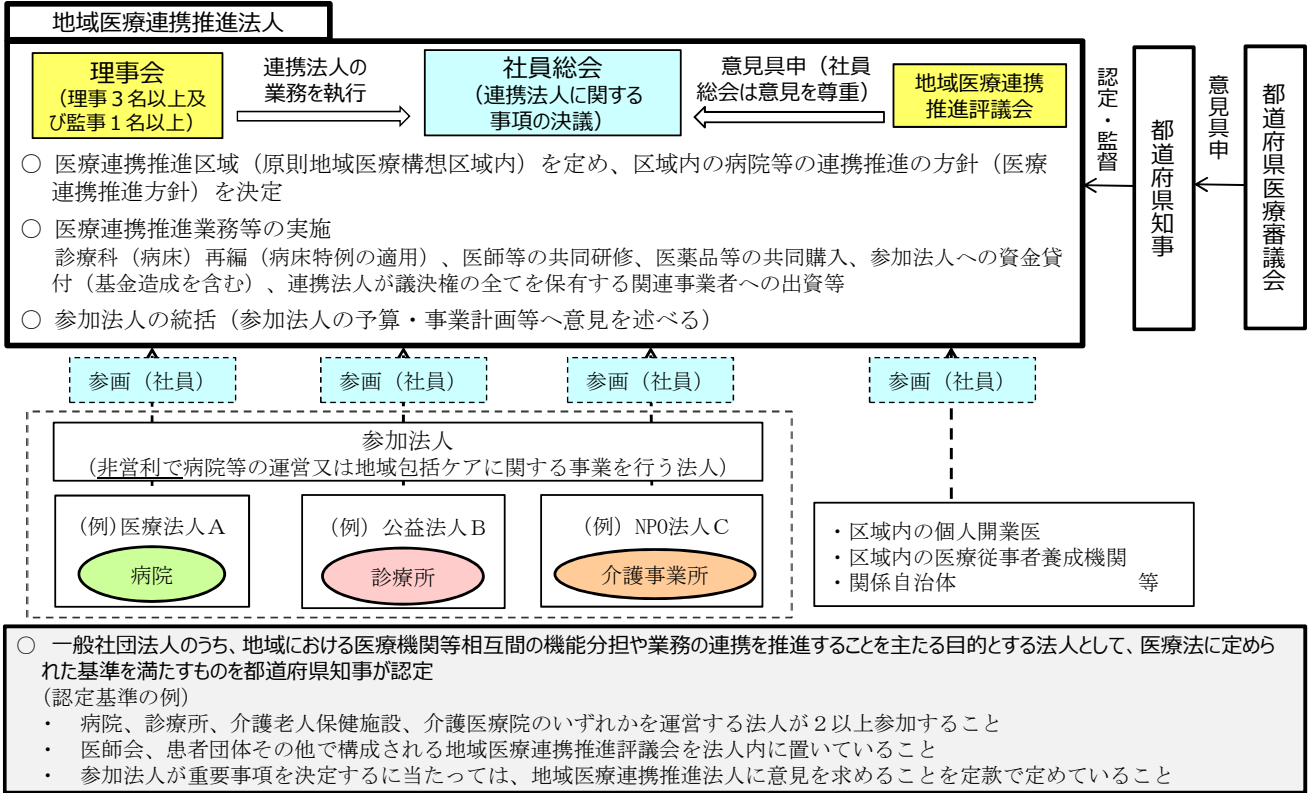 地域医療連携推進法人
理事会
（理事３名以上及
び監事１名以上）
連携法人の
業務を執行
社員総会
（連携法人に関する
事項の決議）
意見具申（社員
総会は意見を尊重）
地域医療連携
推進評議会
認定・監督
都道府県知事
意見具申
都道府県医療審議会
○ 医療連携推進区域（原則地域医療構想区域内）を定め、区域内の病院等の連携推進の方針（医療
連携推進方針）を決定
○ 医療連携推進業務等の実施
診療科（病床）再編（病床特例の適用）、医師等の共同研修、医薬品等の共同購入、参加法人への資金貸
付（基金造成を含む）、連携法人が議決権の全てを保有する関連事業者への出資等
○ 参加法人の統括（参加法人の予算・事業計画等へ意見を述べる）
参画（社員）
参画（社員）
参画（社員）
参画（社員）
参加法人
（非営利で病院等の運営又は地域包括ケアに関する事業を行う法人）
（例）医療法人Ａ
病院
（例）公益法人Ｂ
診療所
（例）NPO法人Ｃ
介護事業所
・区域内の個人開業医
・区域内の医療従事者養成機関
・関係自治体 等
○ 一般社団法人のうち、地域における医療機関等相互間の機能分担や業務の連携を推進することを主たる目的とする法人として、医療法に定めら
れた基準を満たすものを都道府県知事が認定
（認定基準の例）
・ 病院、診療所、介護老人保健施設、介護医療院のいずれかを運営する法人が２以上参加すること
・ 医師会、患者団体その他で構成される地域医療連携推進評議会を法人内に置いていること
・ 参加法人が重要事項を決定するに当たっては、地域医療連携推進法人に意見を求めることを定款で定めていること